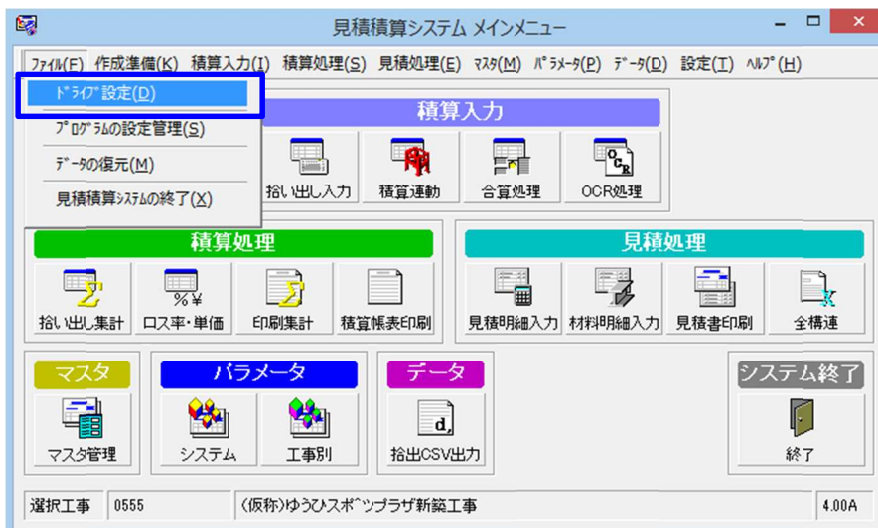 見積積算システム メインメニュー
ﾌｧｲﾙ(F) 作成準備(K) 積算入力(I) 積算処理(S) 見積処理(E) ﾏｽﾀ(M) ﾊﾟﾗﾒｰﾀ(P) ﾃﾞｰﾀ(D) 設定(T) ﾍﾙﾌﾟ(H)
ﾄﾞﾗｲﾌﾞ設定(D)
ﾌﾟﾛｸﾞﾗﾑの設定管理(S)
ﾃﾞｰﾀの復元(M)
見積積算ｼｽﾃﾑの終了(X)
積算入力
拾い出し入力 積算連動 合算処理 OCR処理
積算処理 見積処理
拾い出し集計 ロス率・単価 印刷集計 積算帳表印刷 見積明細入力 材料明細入力 見積書印刷 全構連
マスタ パラメータ データ システム終了
マスタ管理 システム 工事別 拾出CSV出力 終了
選択工事 0555 (仮称)ゆうひスポーツプラザ新築工事 4.00A